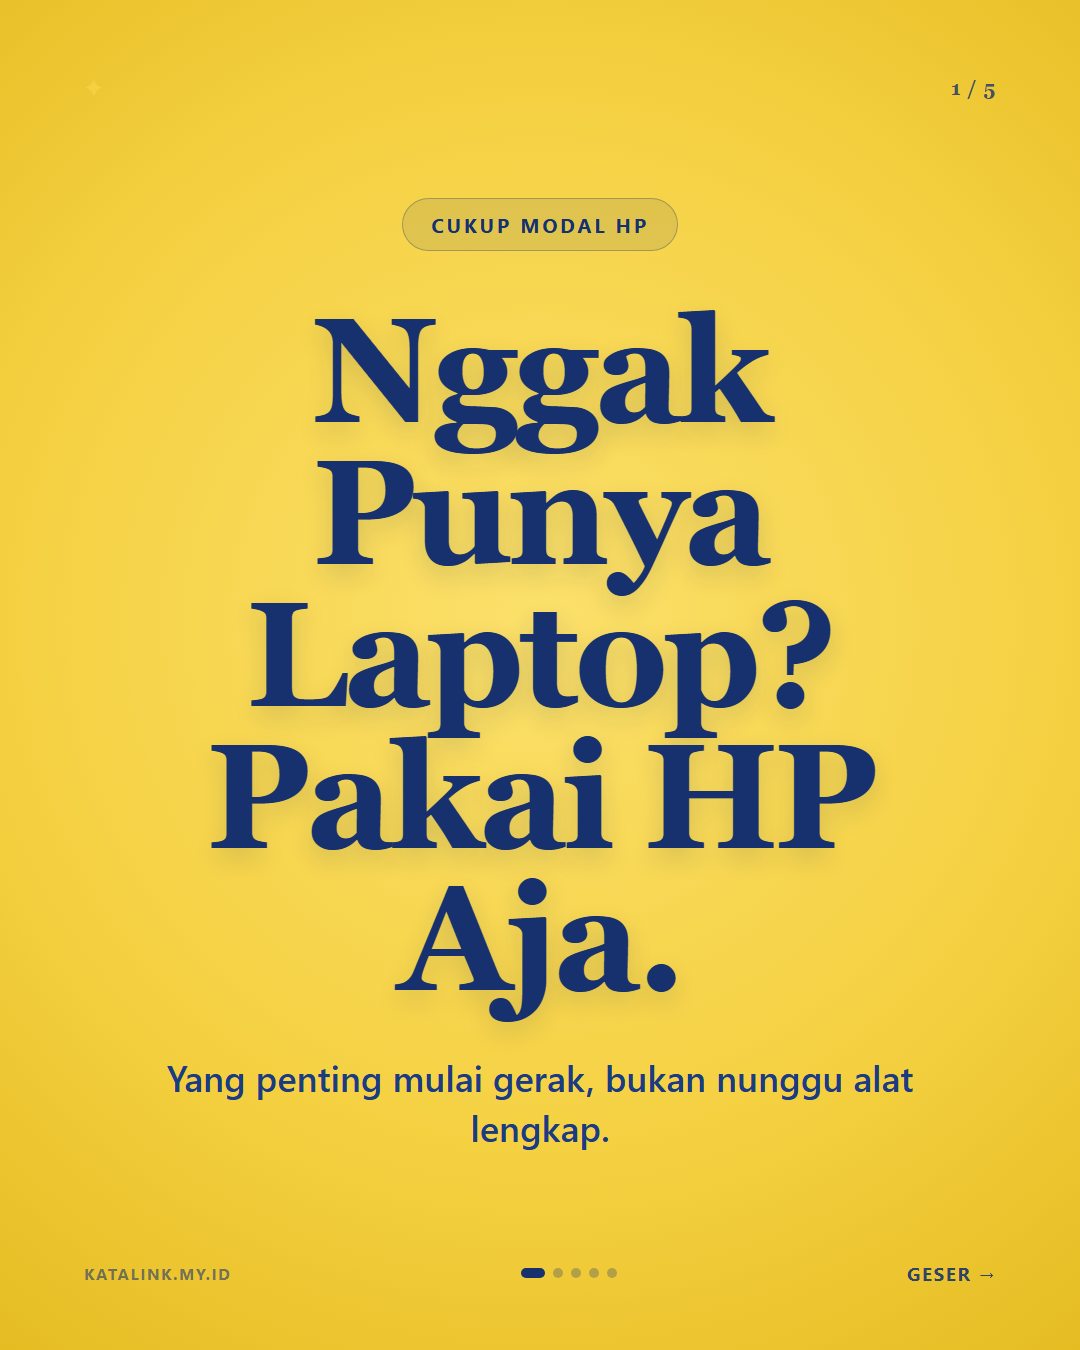 1 / 5
CUKUP MODAL HP
Nggak
Punya
Laptop?
Pakai HP
Aja.
Yang penting mulai gerak, bukan nunggu alat
lengkap.
KATALINK.MY.ID
GESER →